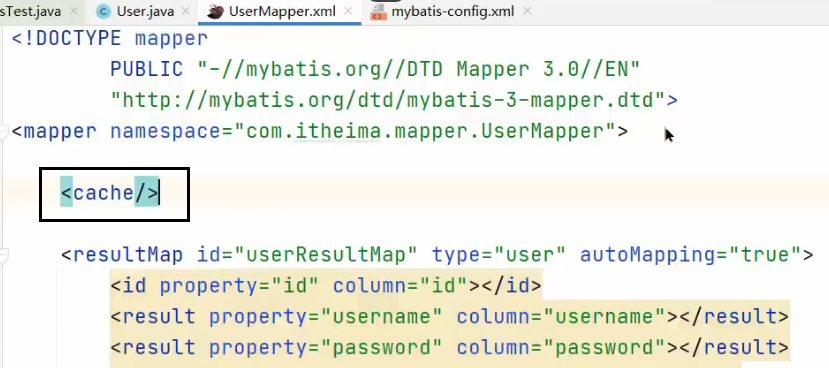 sTest.java × User.java × UserMapper.xml × mybatis-config.xml ×
<!DOCTYPE mapper
PUBLIC "-//mybatis.org//DTD Mapper 3.0//EN"
"http://mybatis.org/dtd/mybatis-3-mapper.dtd">
<mapper namespace="com.itheima.mapper.UserMapper">
<cache/>
<resultMap id="userResultMap" type="user" autoMapping="true">
<id property="id" column="id"></id>
<result property="username" column="username"></result>
<result property="password" column="password"></result>